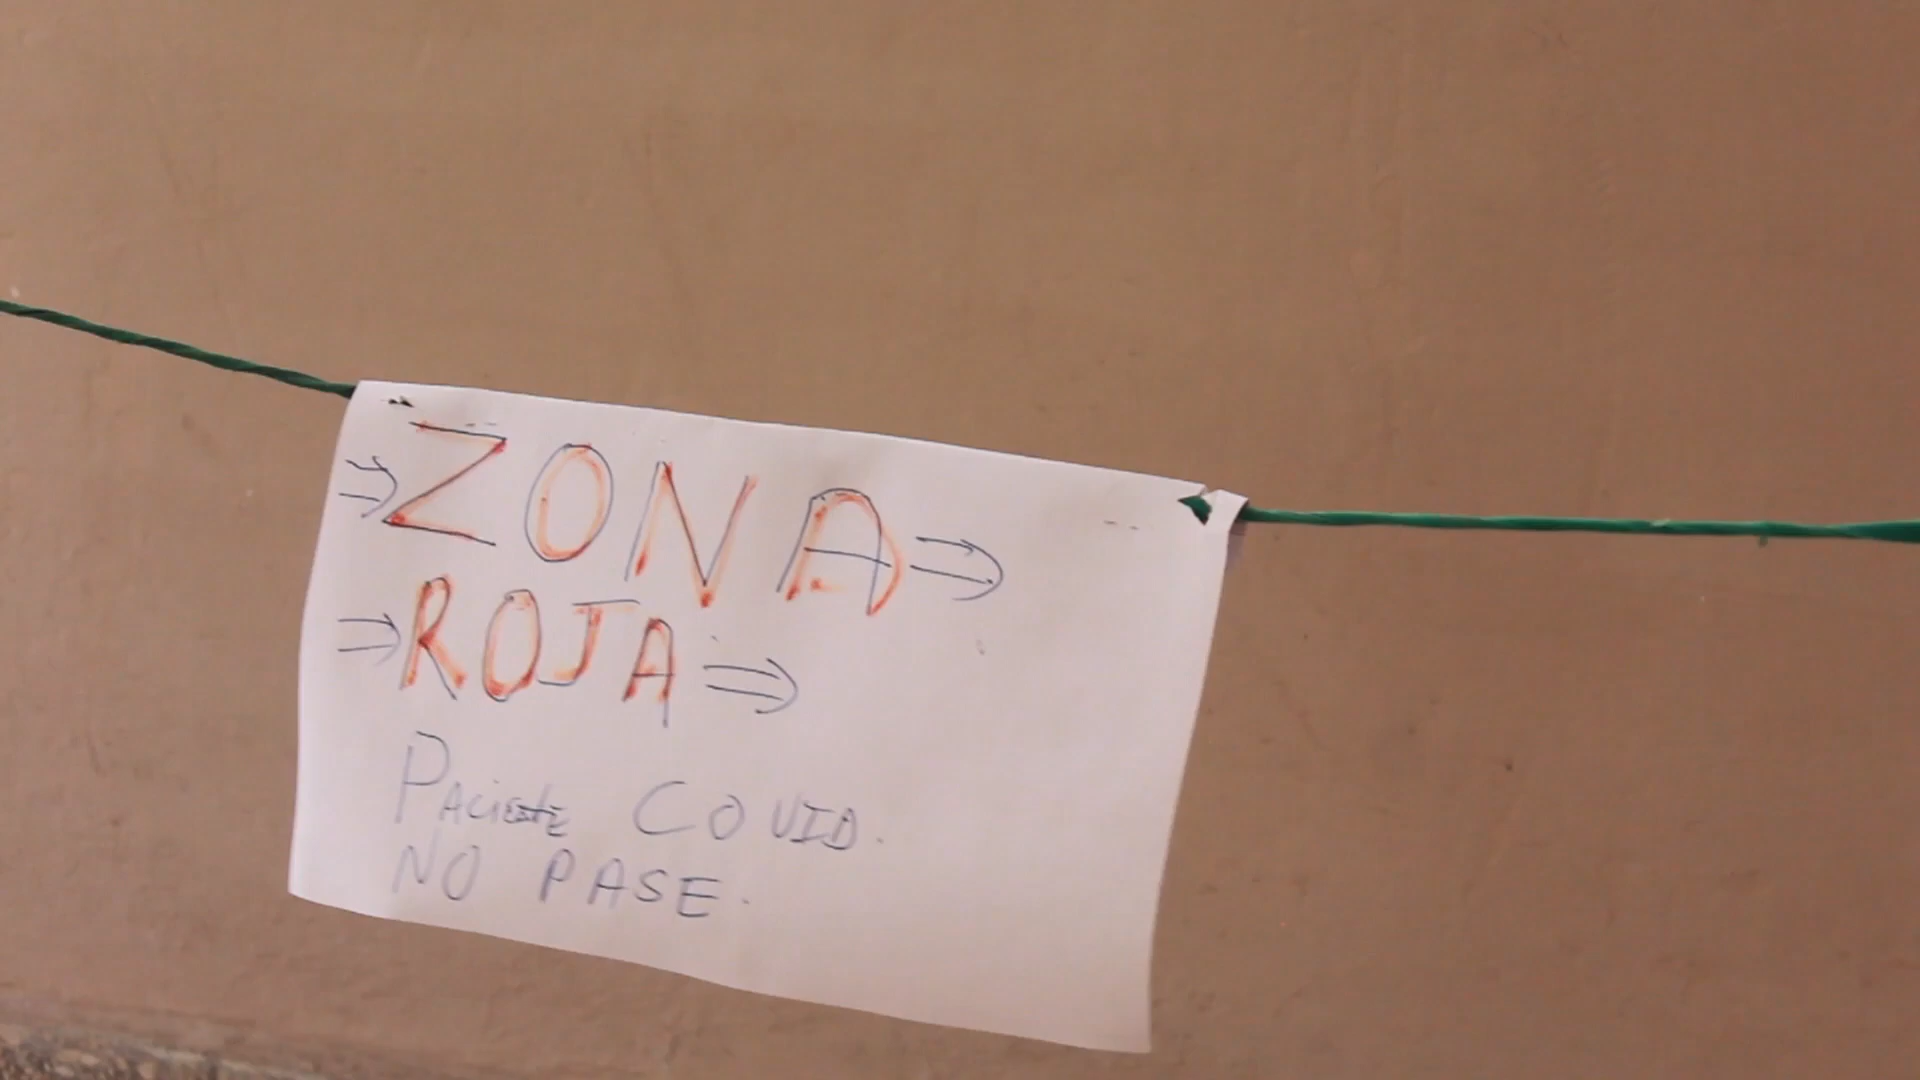 ⇒ ZONA ⇒
⇒ ROJA ⇒
PACIENTE COVID.
NO PASE.